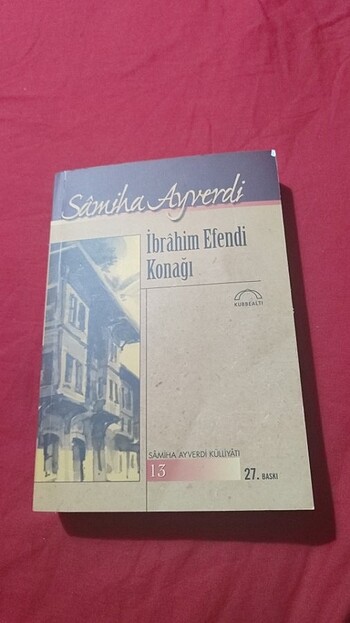 Sâmiha Ayverdi
İbrâhim Efendi
Konağı
KUBBEALTI
SÂMİHA AYVERDİ KÜLLİYÂTI
13
27. BASKI